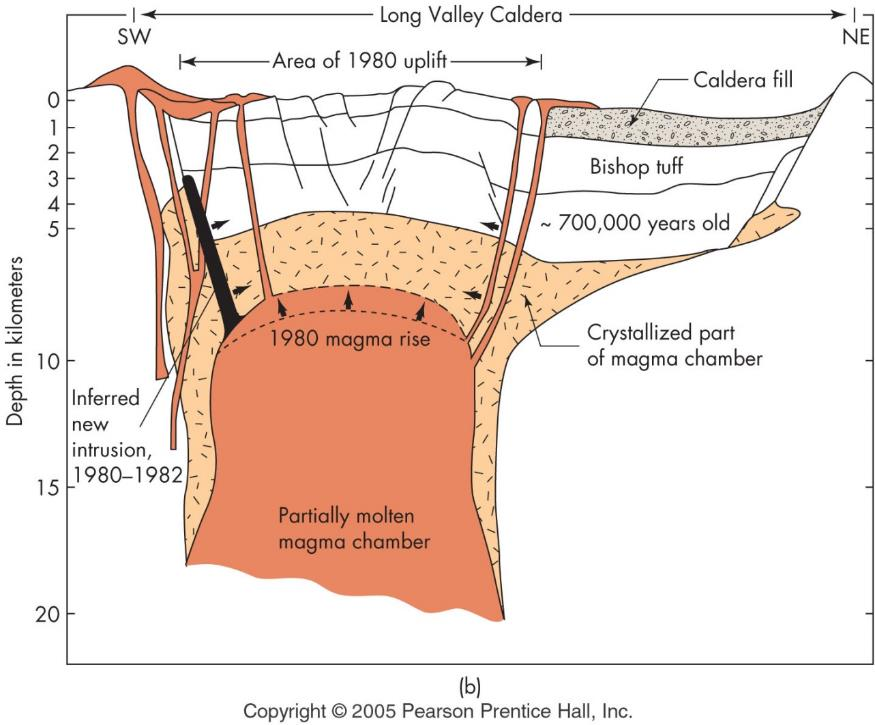 Long Valley Caldera
SW
NE
Area of 1980 uplift
Caldera fill
0
1
2
3
4
5
10
15
20
Depth in kilometers
Bishop tuff
~ 700,000 years old
1980 magma rise
Crystallized part
of magma chamber
Inferred
new
intrusion,
1980–1982
Partially molten
magma chamber
(b)
Copyright © 2005 Pearson Prentice Hall, Inc.